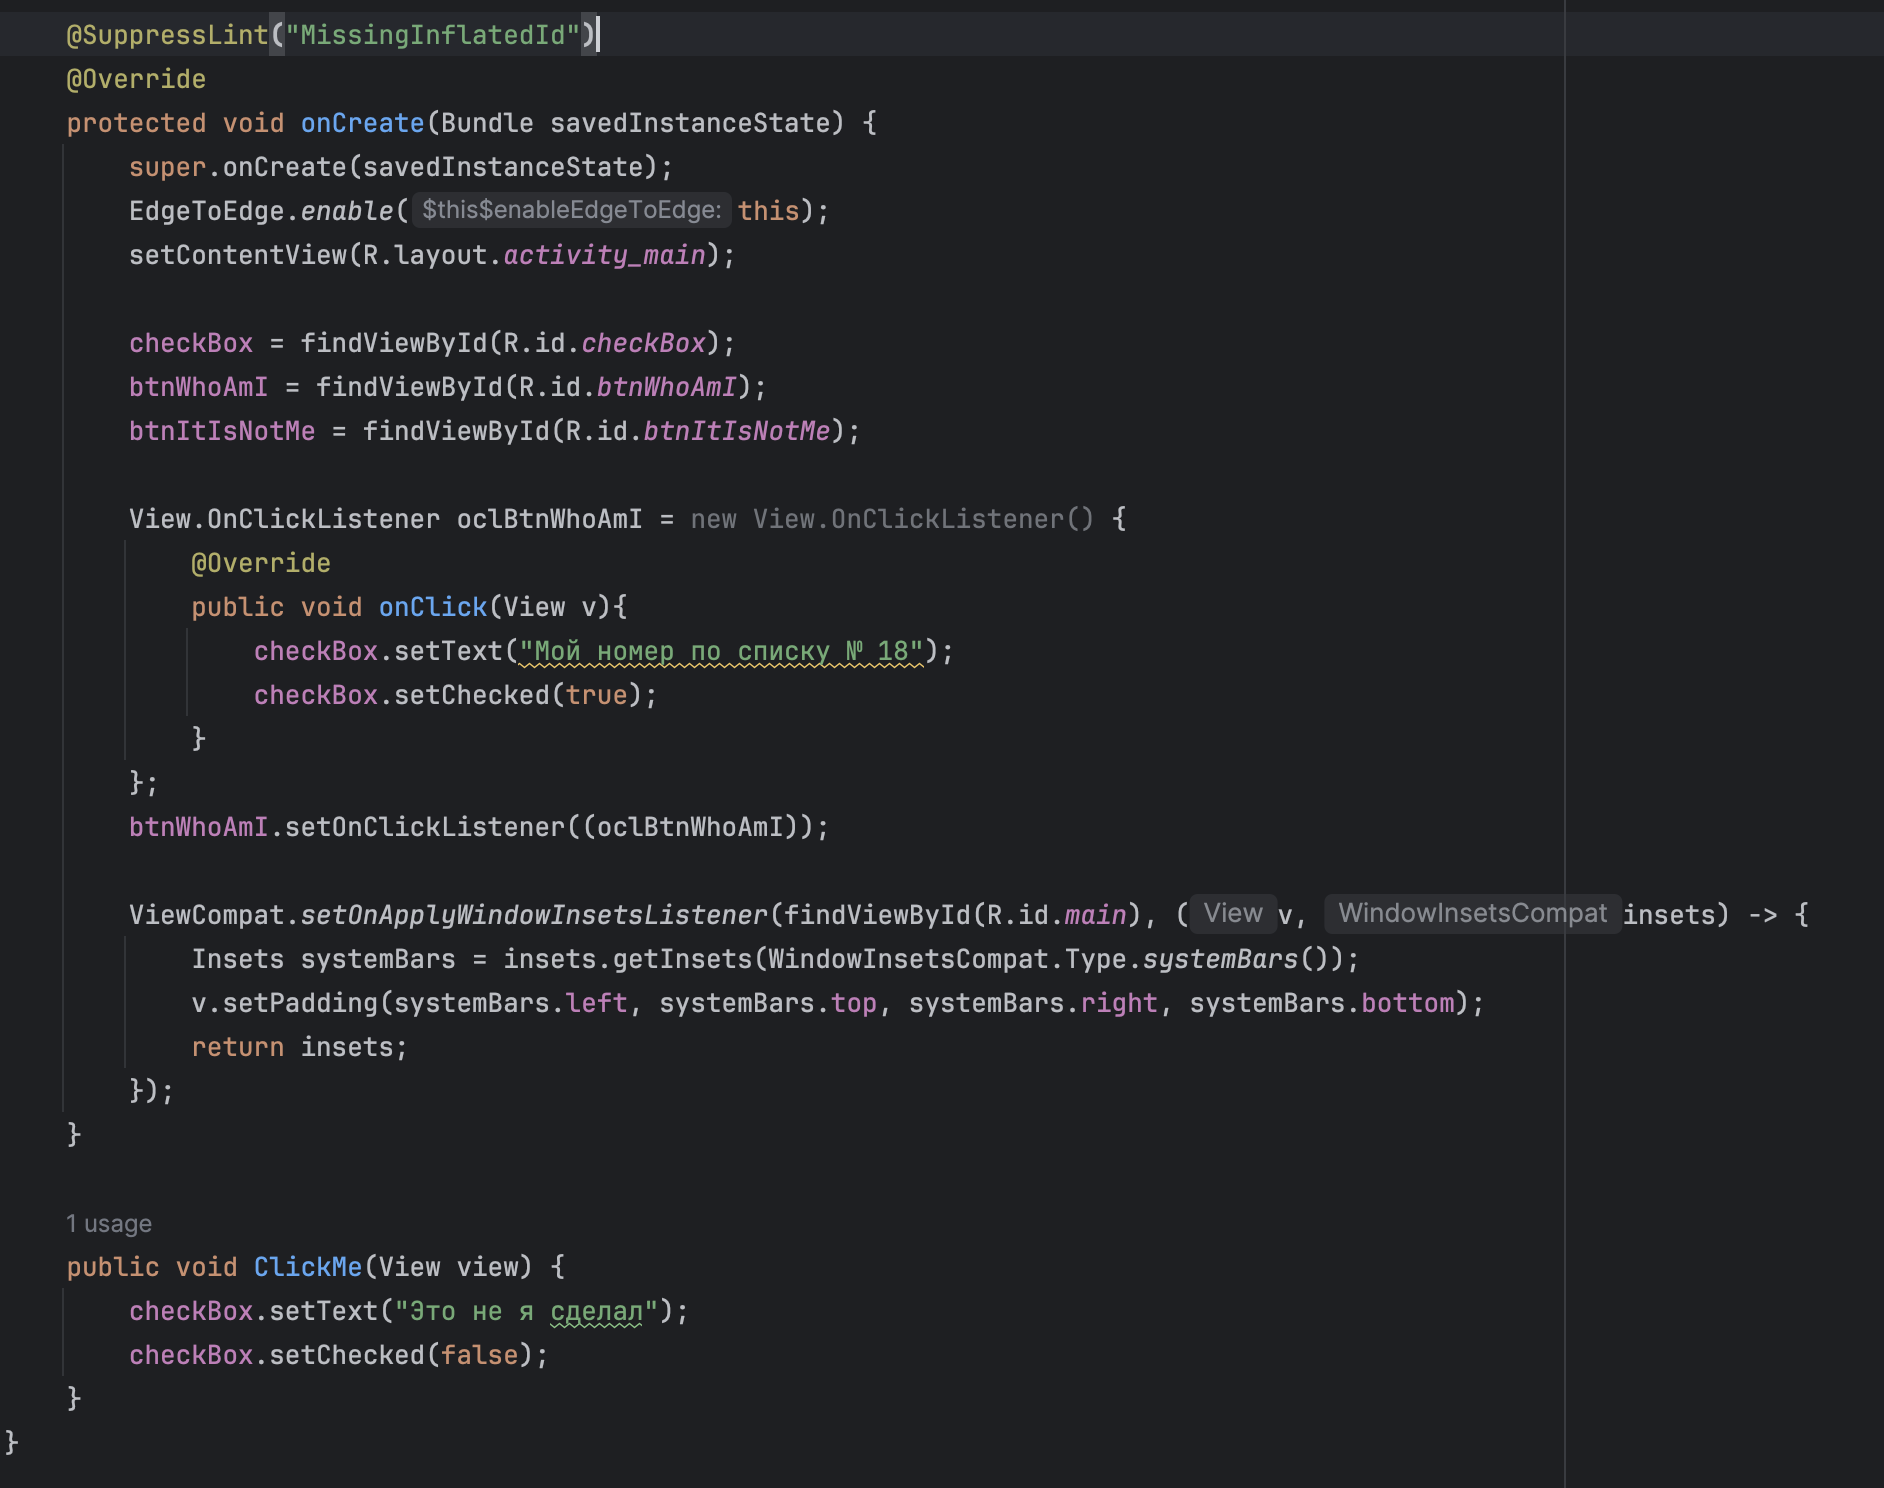 @SuppressLint("MissingInflatedId")
@Override
protected void onCreate(Bundle savedInstanceState) {
super.onCreate(savedInstanceState);
EdgeToEdge.enable( $this$enableEdgeToEdge: this);
setContentView(R.layout.activity_main);
checkBox = findViewById(R.id.checkBox);
btnWhoAmI = findViewById(R.id.btnWhoAmI);
btnItIsNotMe = findViewById(R.id.btnItIsNotMe);
View.OnClickListener oclBtnWhoAmI = new View.OnClickListener() {
@Override
public void onClick(View v){
checkBox.setText("Мой номер по списку № 18");
checkBox.setChecked(true);
}
};
btnWhoAmI.setOnClickListener((oclBtnWhoAmI));
ViewCompat.setOnApplyWindowInsetsListener(findViewById(R.id.main), ( View v, WindowInsetsCompat insets) -> {
Insets systemBars = insets.getInsets(WindowInsetsCompat.Type.systemBars());
v.setPadding(systemBars.left, systemBars.top, systemBars.right, systemBars.bottom);
return insets;
});
}
1 usage
public void ClickMe(View view) {
checkBox.setText("Это не я сделал");
checkBox.setChecked(false);
}
}